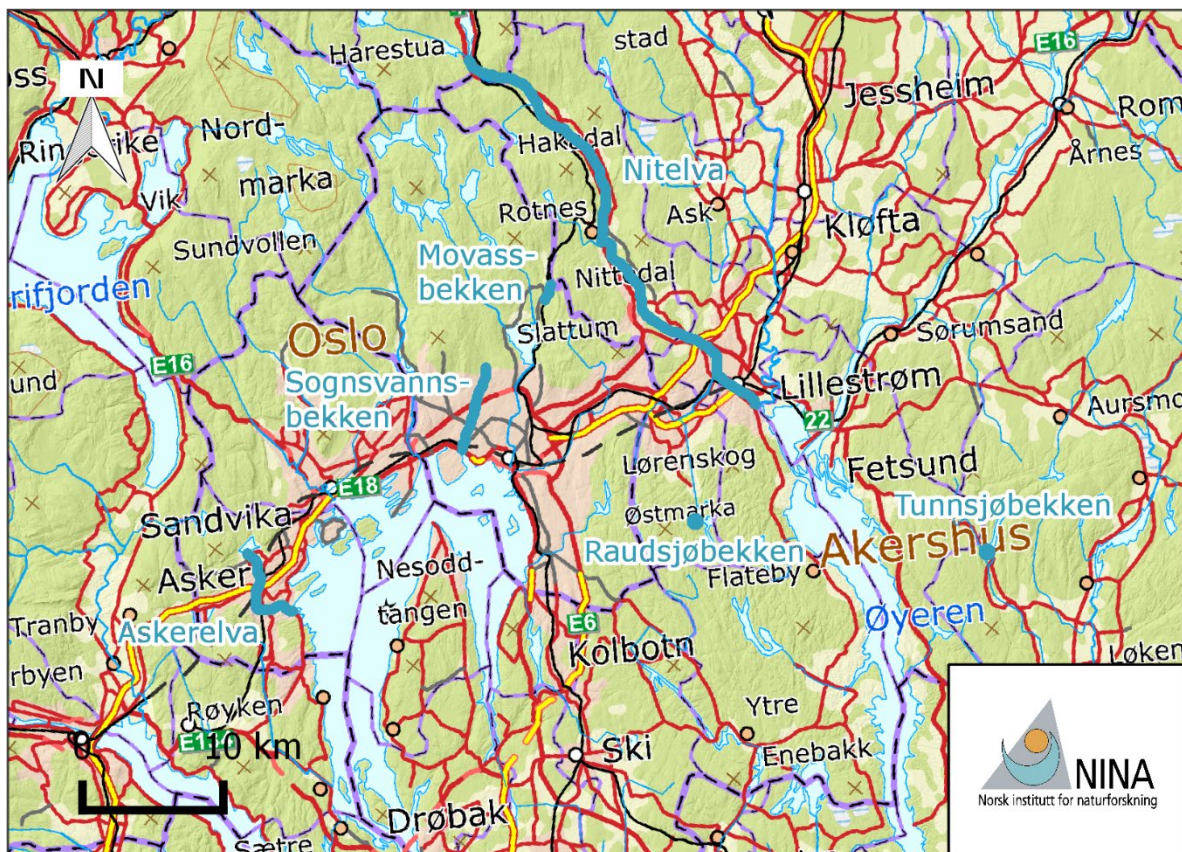 Harestua
stad
E16
oss
N
Nord-
marka
Jessheim
Rom
Ringerike
Hakadal
Årnes
Vik
Nitelva
Rotnes
Ask
Kløfta
Sundvollen
Movass-
bekken
Nittedal
rifjorden
Slattum
Sørumsand
Oslo
E16
und
Sognsvanns-
bekken
Lillestrøm
22
Aursmo
Lørenskog
Fetsund
E18
Sandvika
Østmarka
Tunnsjøbekken
Raudsjøbekken
Akershus
Asker
Nesodd-
tangen
Flateby
Øyeren
Tranby
Askerelva
E6
Kolbotn
rbyen
Løken
Røyken
Ytre
0
10 km
Ski
Enebakk
NINA
Norsk institutt for naturforskning
Drøbak
Sætre